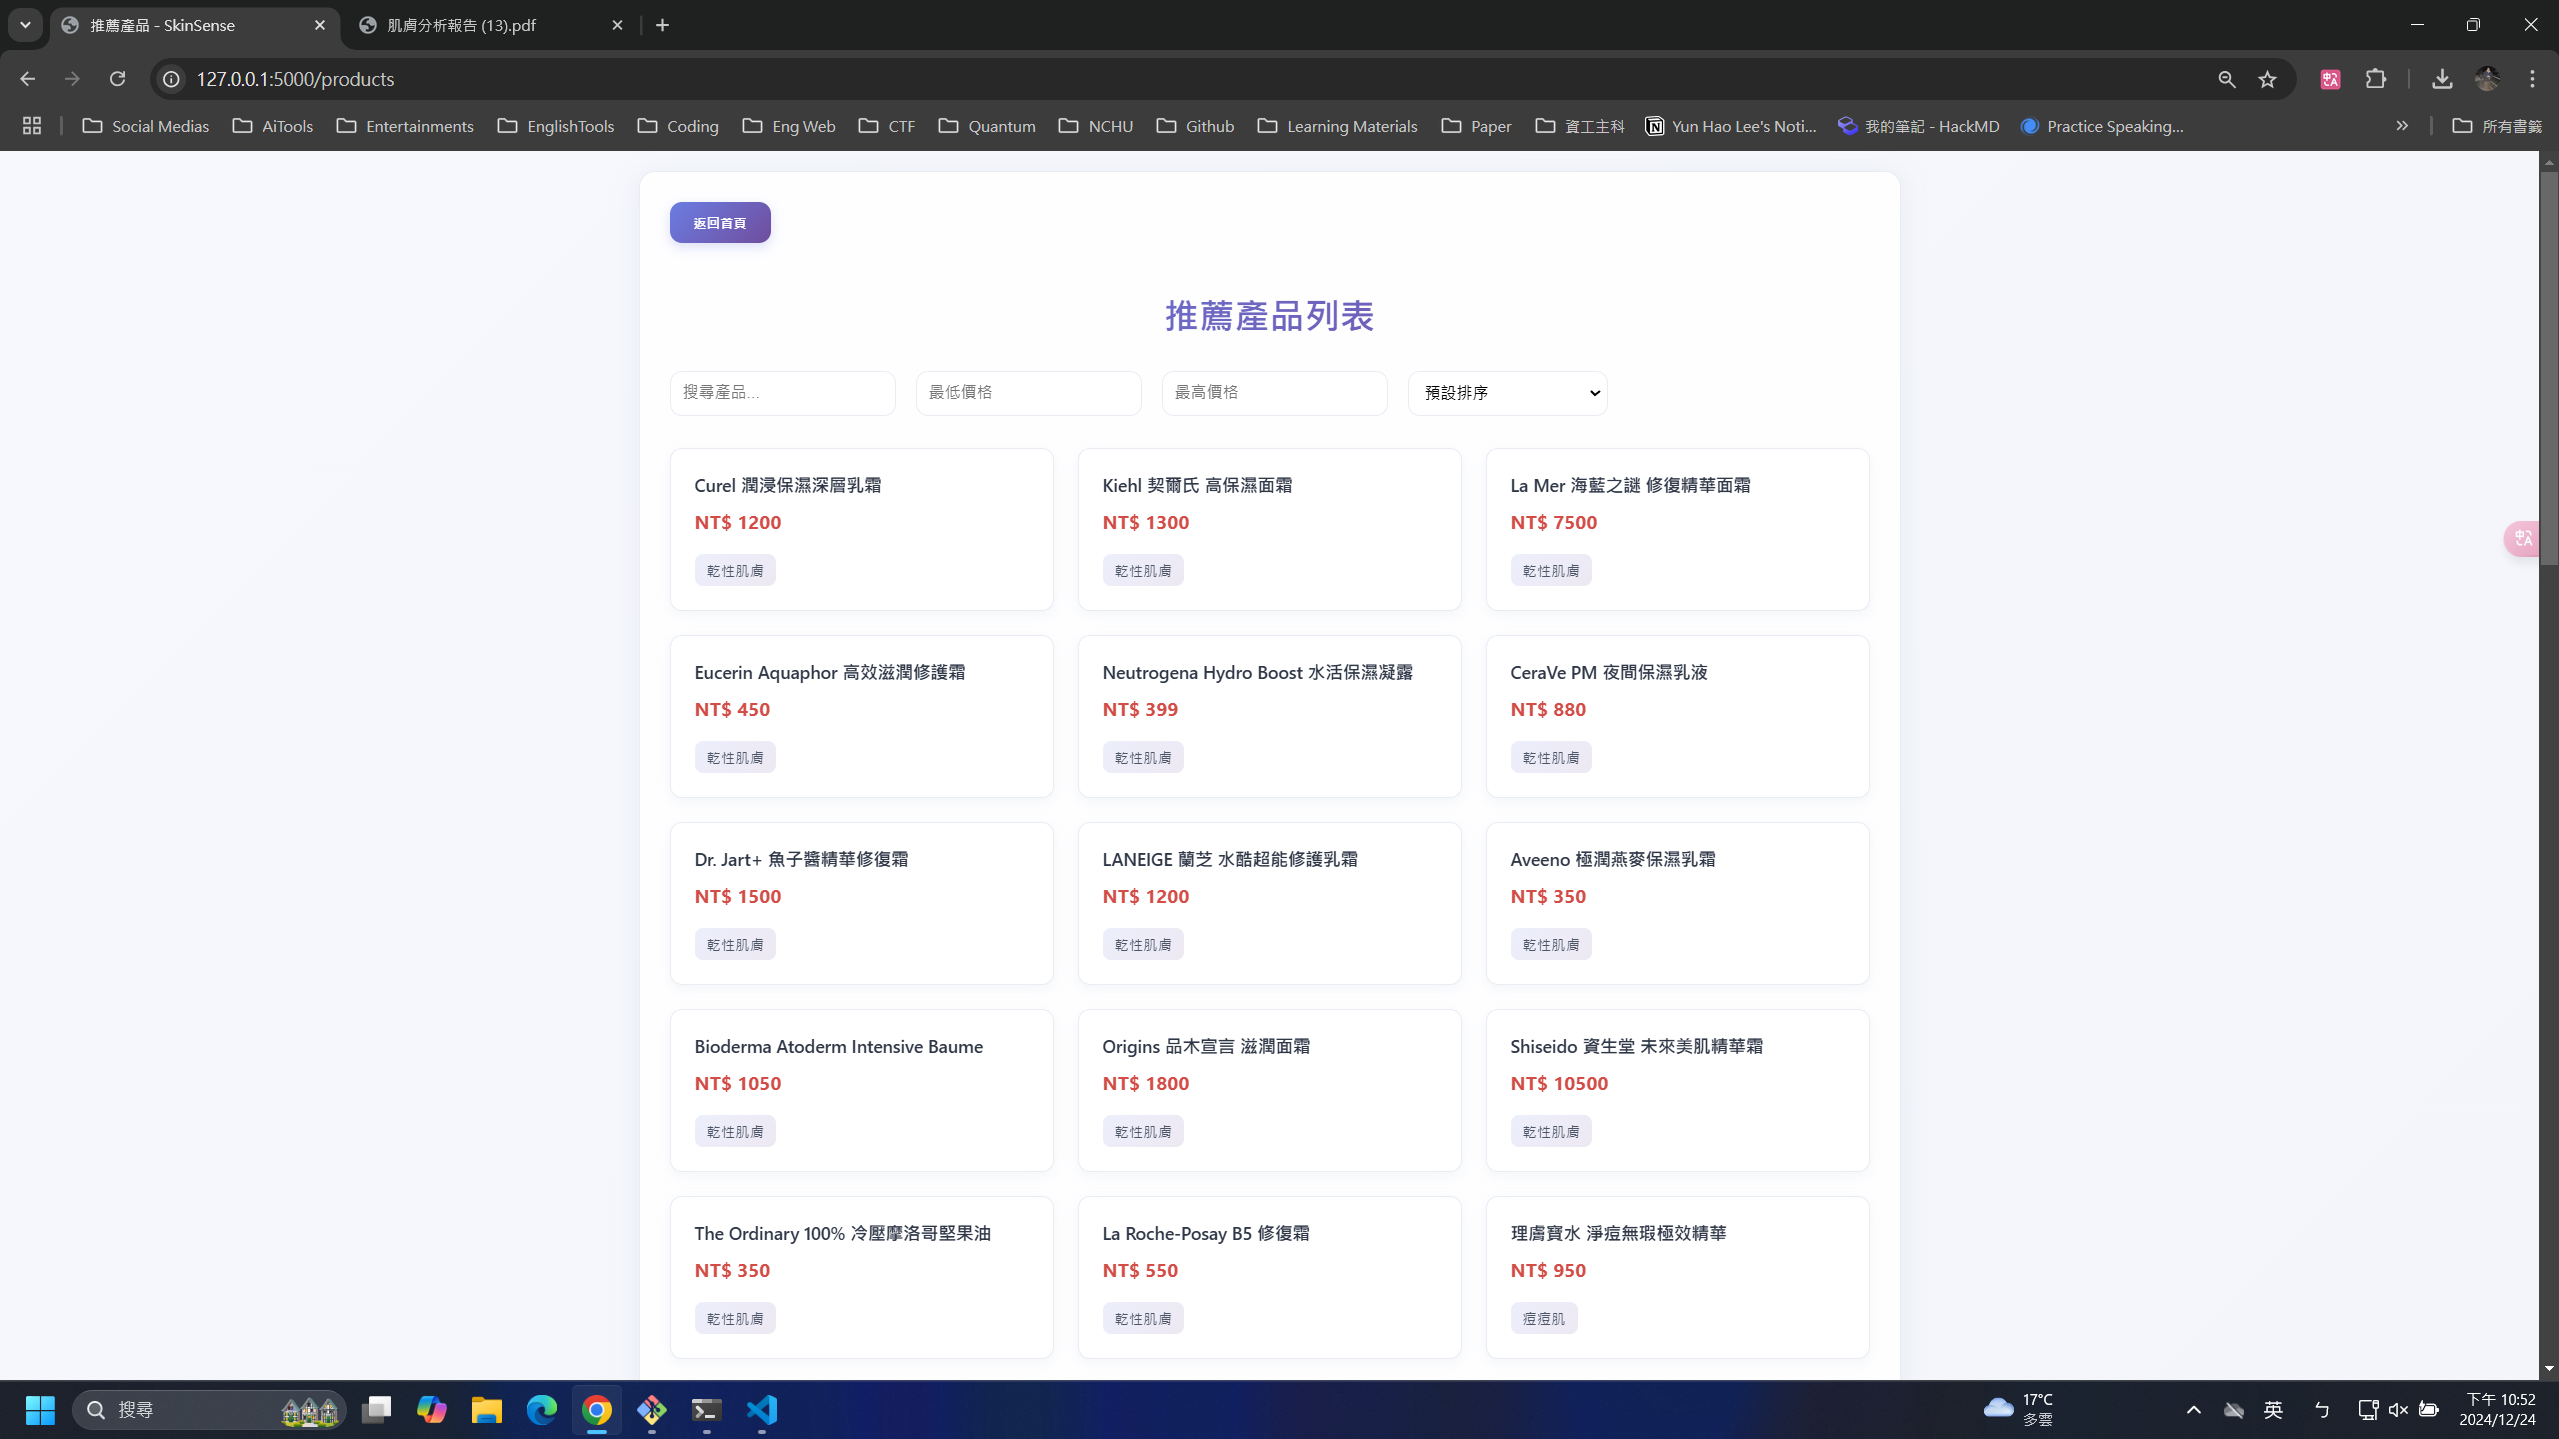 推薦產品 - SkinSense
肌膚分析報告 (13).pdf
127.0.0.1:5000/products
Social Medias
AiTools
Entertainments
EnglishTools
Coding
Eng Web
CTF
Quantum
NCHU
Github
Learning Materials
Paper
資工主科
Yun Hao Lee's Noti...
我的筆記 - HackMD
Practice Speaking...
所有書籤
返回首頁
推薦產品列表
搜尋產品...
最低價格
最高價格
預設排序
Curel 潤浸保濕深層乳霜
NT$ 1200
乾性肌膚
Kiehl 契爾氏 高保濕面霜
NT$ 1300
乾性肌膚
La Mer 海藍之謎 修復精華面霜
NT$ 7500
乾性肌膚
Eucerin Aquaphor 高效滋潤修護霜
NT$ 450
乾性肌膚
Neutrogena Hydro Boost 水活保濕凝露
NT$ 399
乾性肌膚
CeraVe PM 夜間保濕乳液
NT$ 880
乾性肌膚
Dr. Jart+ 魚子醬精華修復霜
NT$ 1500
乾性肌膚
LANEIGE 蘭芝 水酷超能修護乳霜
NT$ 1200
乾性肌膚
Aveeno 極潤燕麥保濕乳霜
NT$ 350
乾性肌膚
Bioderma Atoderm Intensive Baume
NT$ 1050
乾性肌膚
Origins 品木宣言 滋潤面霜
NT$ 1800
乾性肌膚
Shiseido 資生堂 未來美肌精華霜
NT$ 10500
乾性肌膚
The Ordinary 100% 冷壓摩洛哥堅果油
NT$ 350
乾性肌膚
La Roche-Posay B5 修復霜
NT$ 550
乾性肌膚
理膚寶水 淨痘無瑕極效精華
NT$ 950
痘痘肌
搜尋
17°C
多雲
英
ㄅ
下午 10:52
2024/12/24